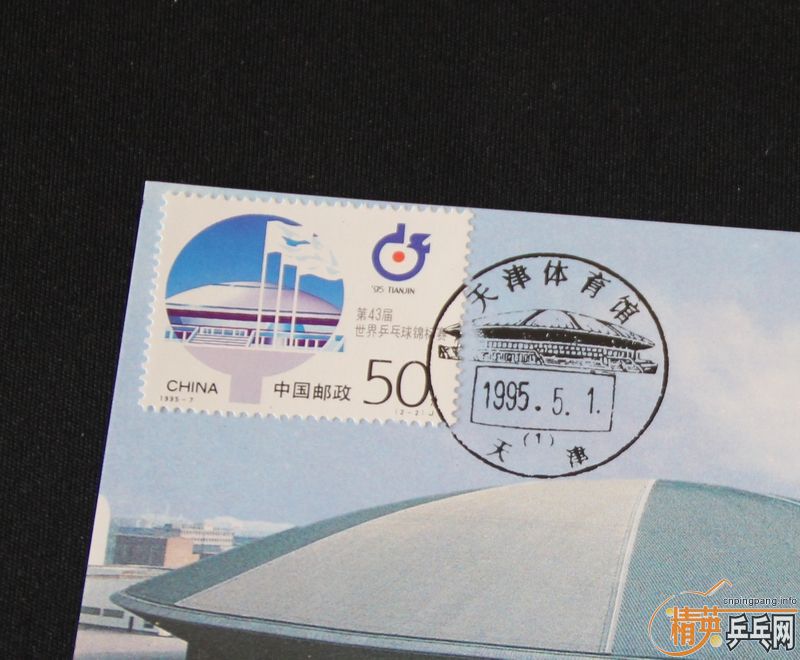 '95 TIANJIN
第43届
世界乒乓球锦标赛
CHINA
中国邮政
50
1995-7
(2-2)J
天津体育馆
1995.5.1.
(1)
天津
cnpingpang.info
精英乒乓网